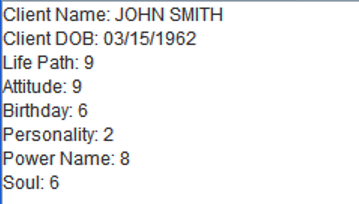 Client Name: JOHN SMITH
Client DOB: 03/15/1962
Life Path: 9
Attitude: 9
Birthday: 6
Personality: 2
Power Name: 8
Soul: 6